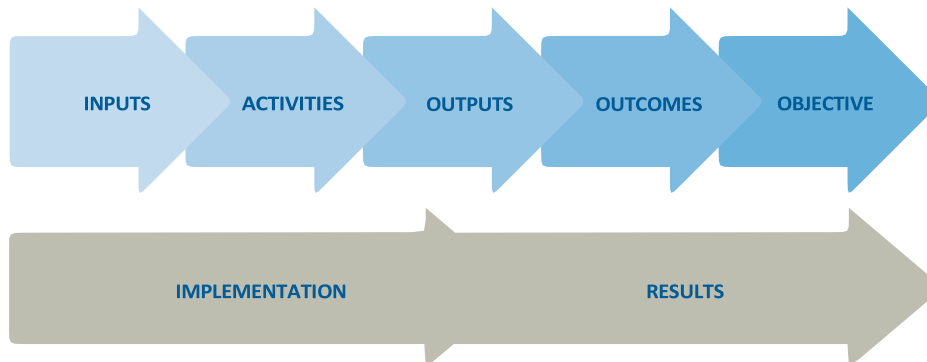 INPUTS
ACTIVITIES
OUTPUTS
OUTCOMES
OBJECTIVE
IMPLEMENTATION
RESULTS